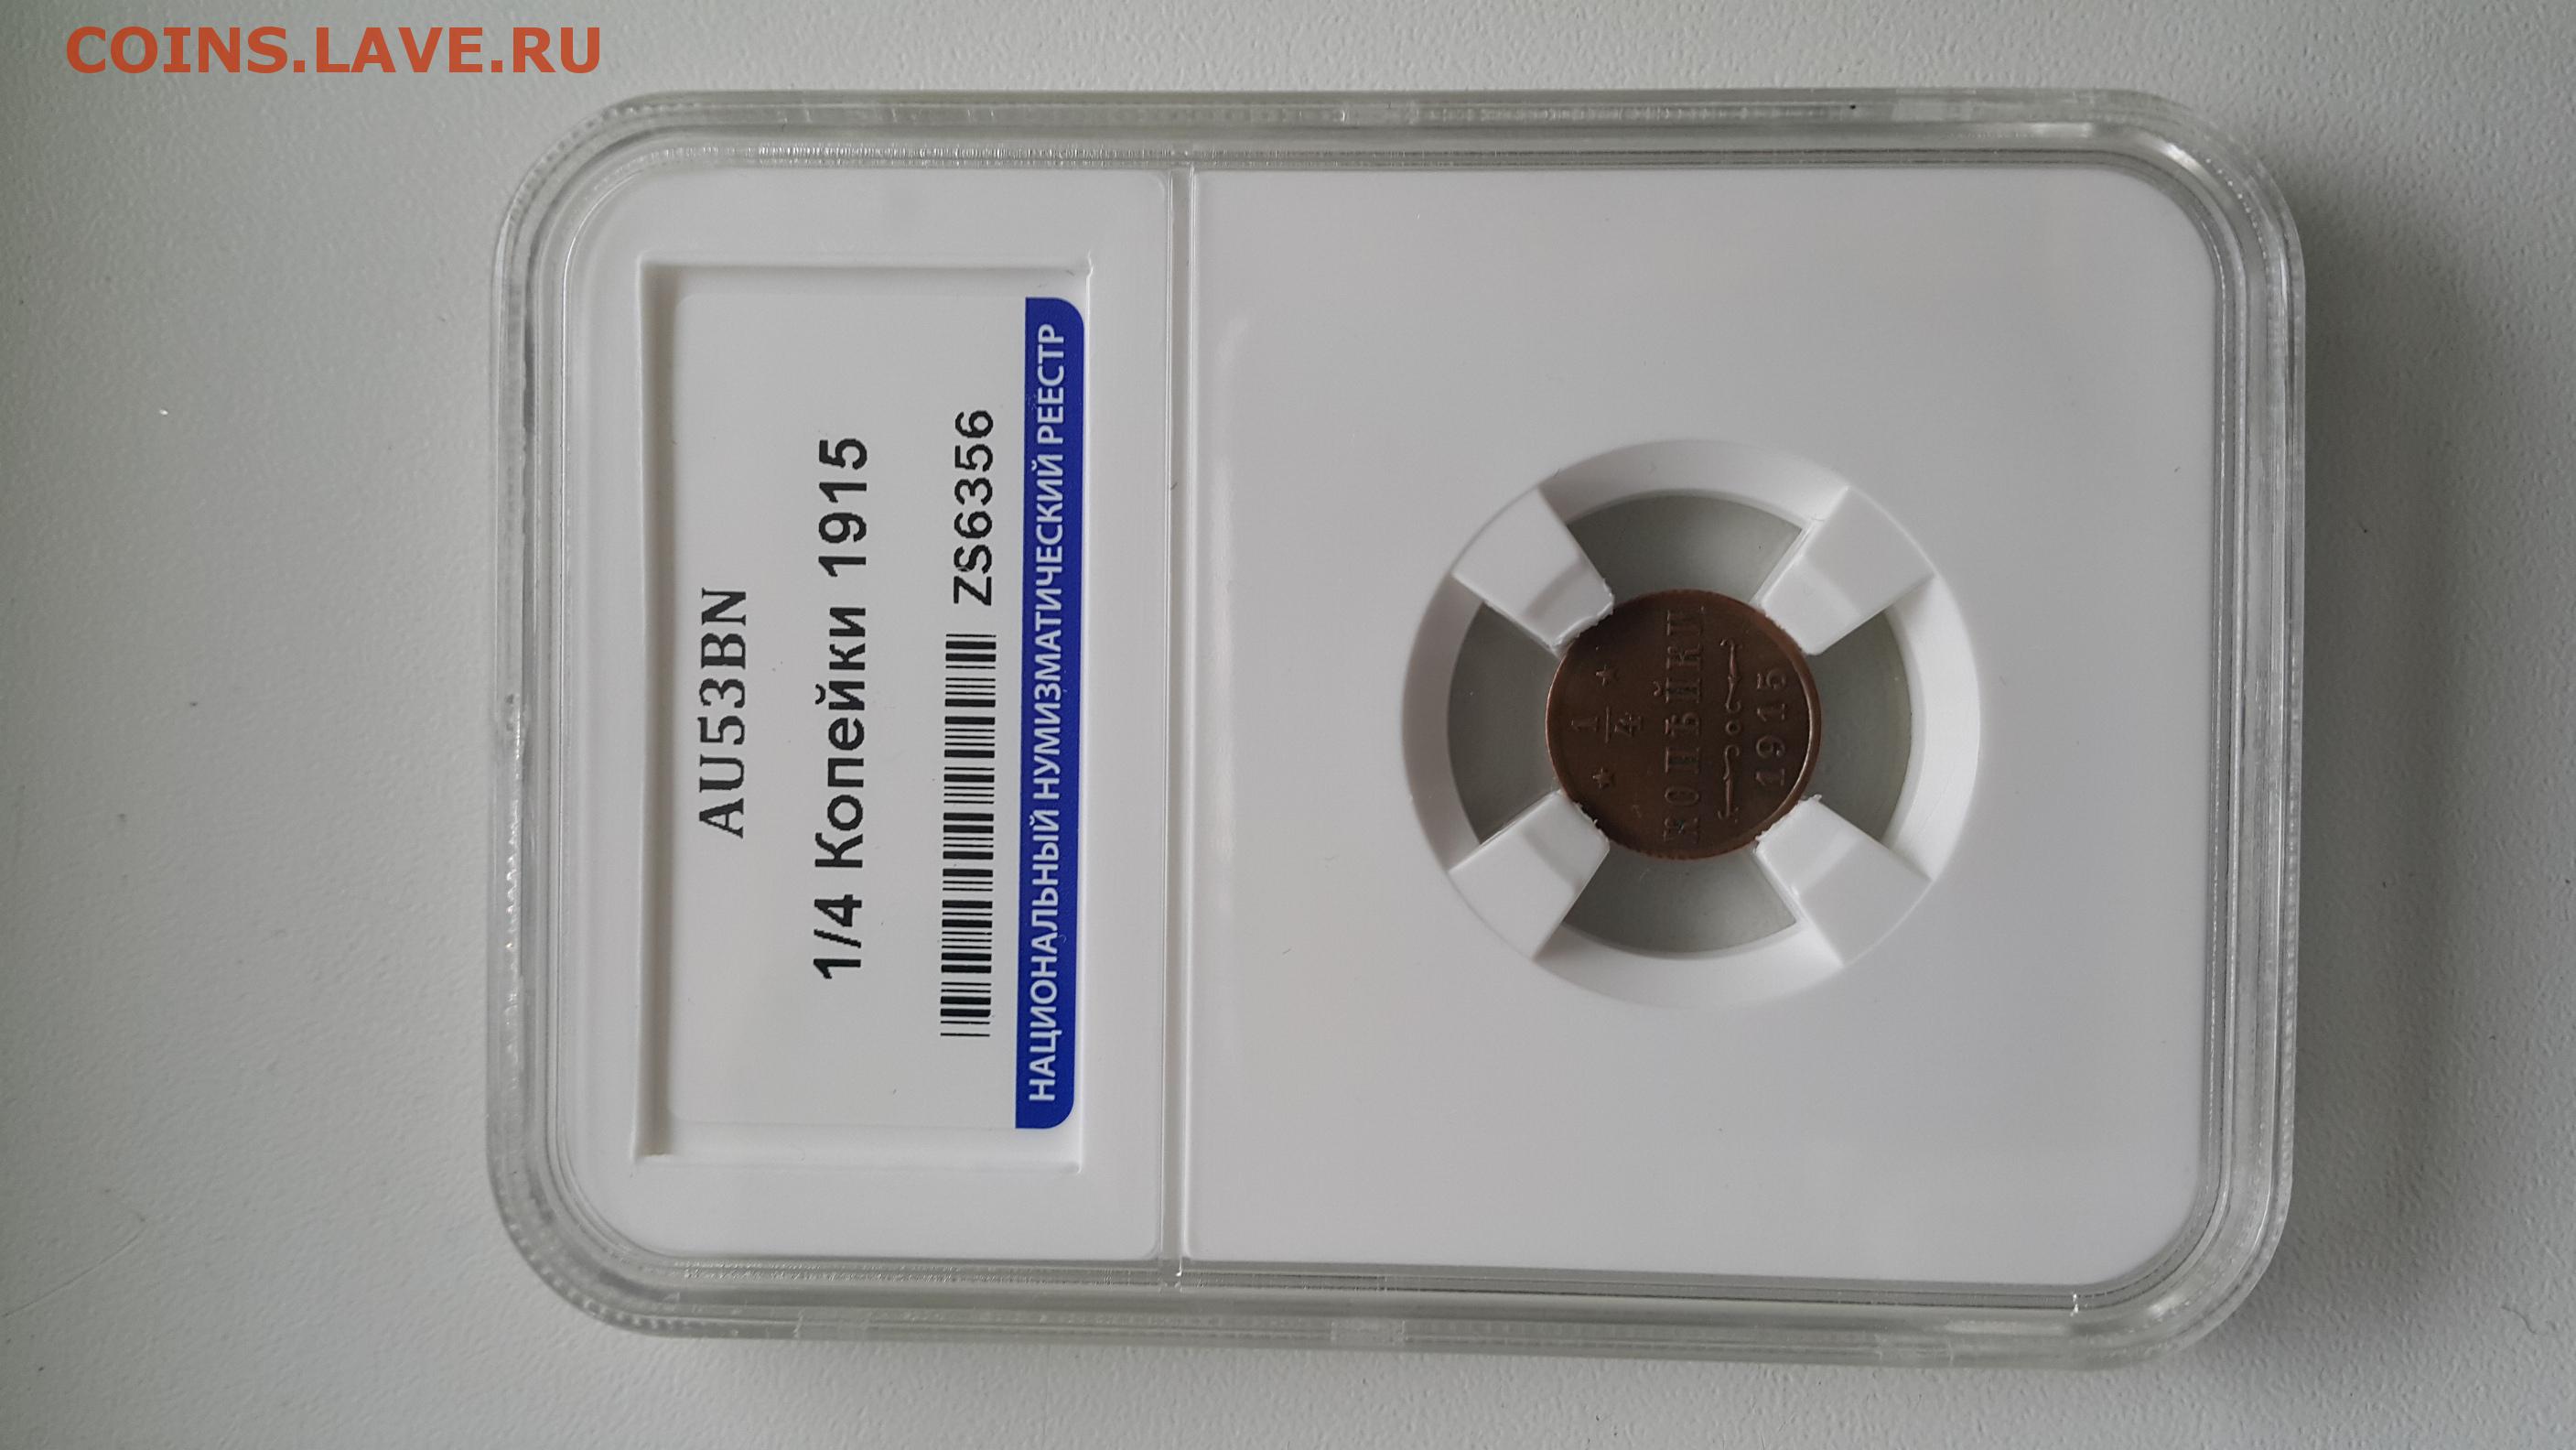 COINS.LAVE.RU
AU53BN
1/4 Копейки 1915
ZS6356
НАЦИОНАЛЬНЫЙ НУМИЗМАТИЧЕСКИЙ РЕЕСТР
1
4
КОПѢЙКИ
1915